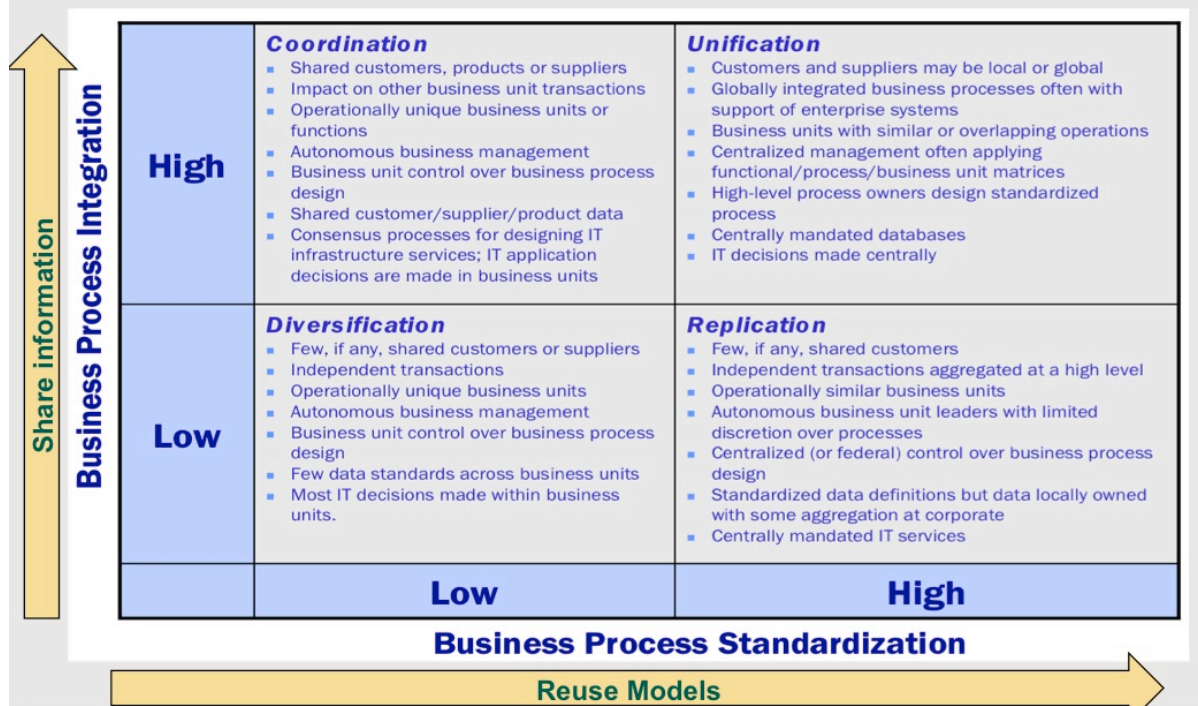 Share information
Business Process Integration
High
Coordination
Shared customers, products or suppliers
Impact on other business unit transactions
Operationally unique business units or
functions
Autonomous business management
Business unit control over business process
design
Shared customer/supplier/product data
Consensus processes for designing IT
infrastructure services; IT application
decisions are made in business units
Unification
Customers and suppliers may be local or global
Globally integrated business processes often with
support of enterprise systems
Business units with similar or overlapping operations
Centralized management often applying
functional/process/business unit matrices
High-level process owners design standardized
process
Centrally mandated databases
IT decisions made centrally
Low
Diversification
Few, if any, shared customers or suppliers
Independent transactions
Operationally unique business units
Autonomous business management
Business unit control over business process
design
Few data standards across business units
Most IT decisions made within business
units.
Replication
Few, if any, shared customers
Independent transactions aggregated at a high level
Operationally similar business units
Autonomous business unit leaders with limited
discretion over processes
Centralized (or federal) control over business process
design
Standardized data definitions but data locally owned
with some aggregation at corporate
Centrally mandated IT services
Low
High
Business Process Standardization
Reuse Models